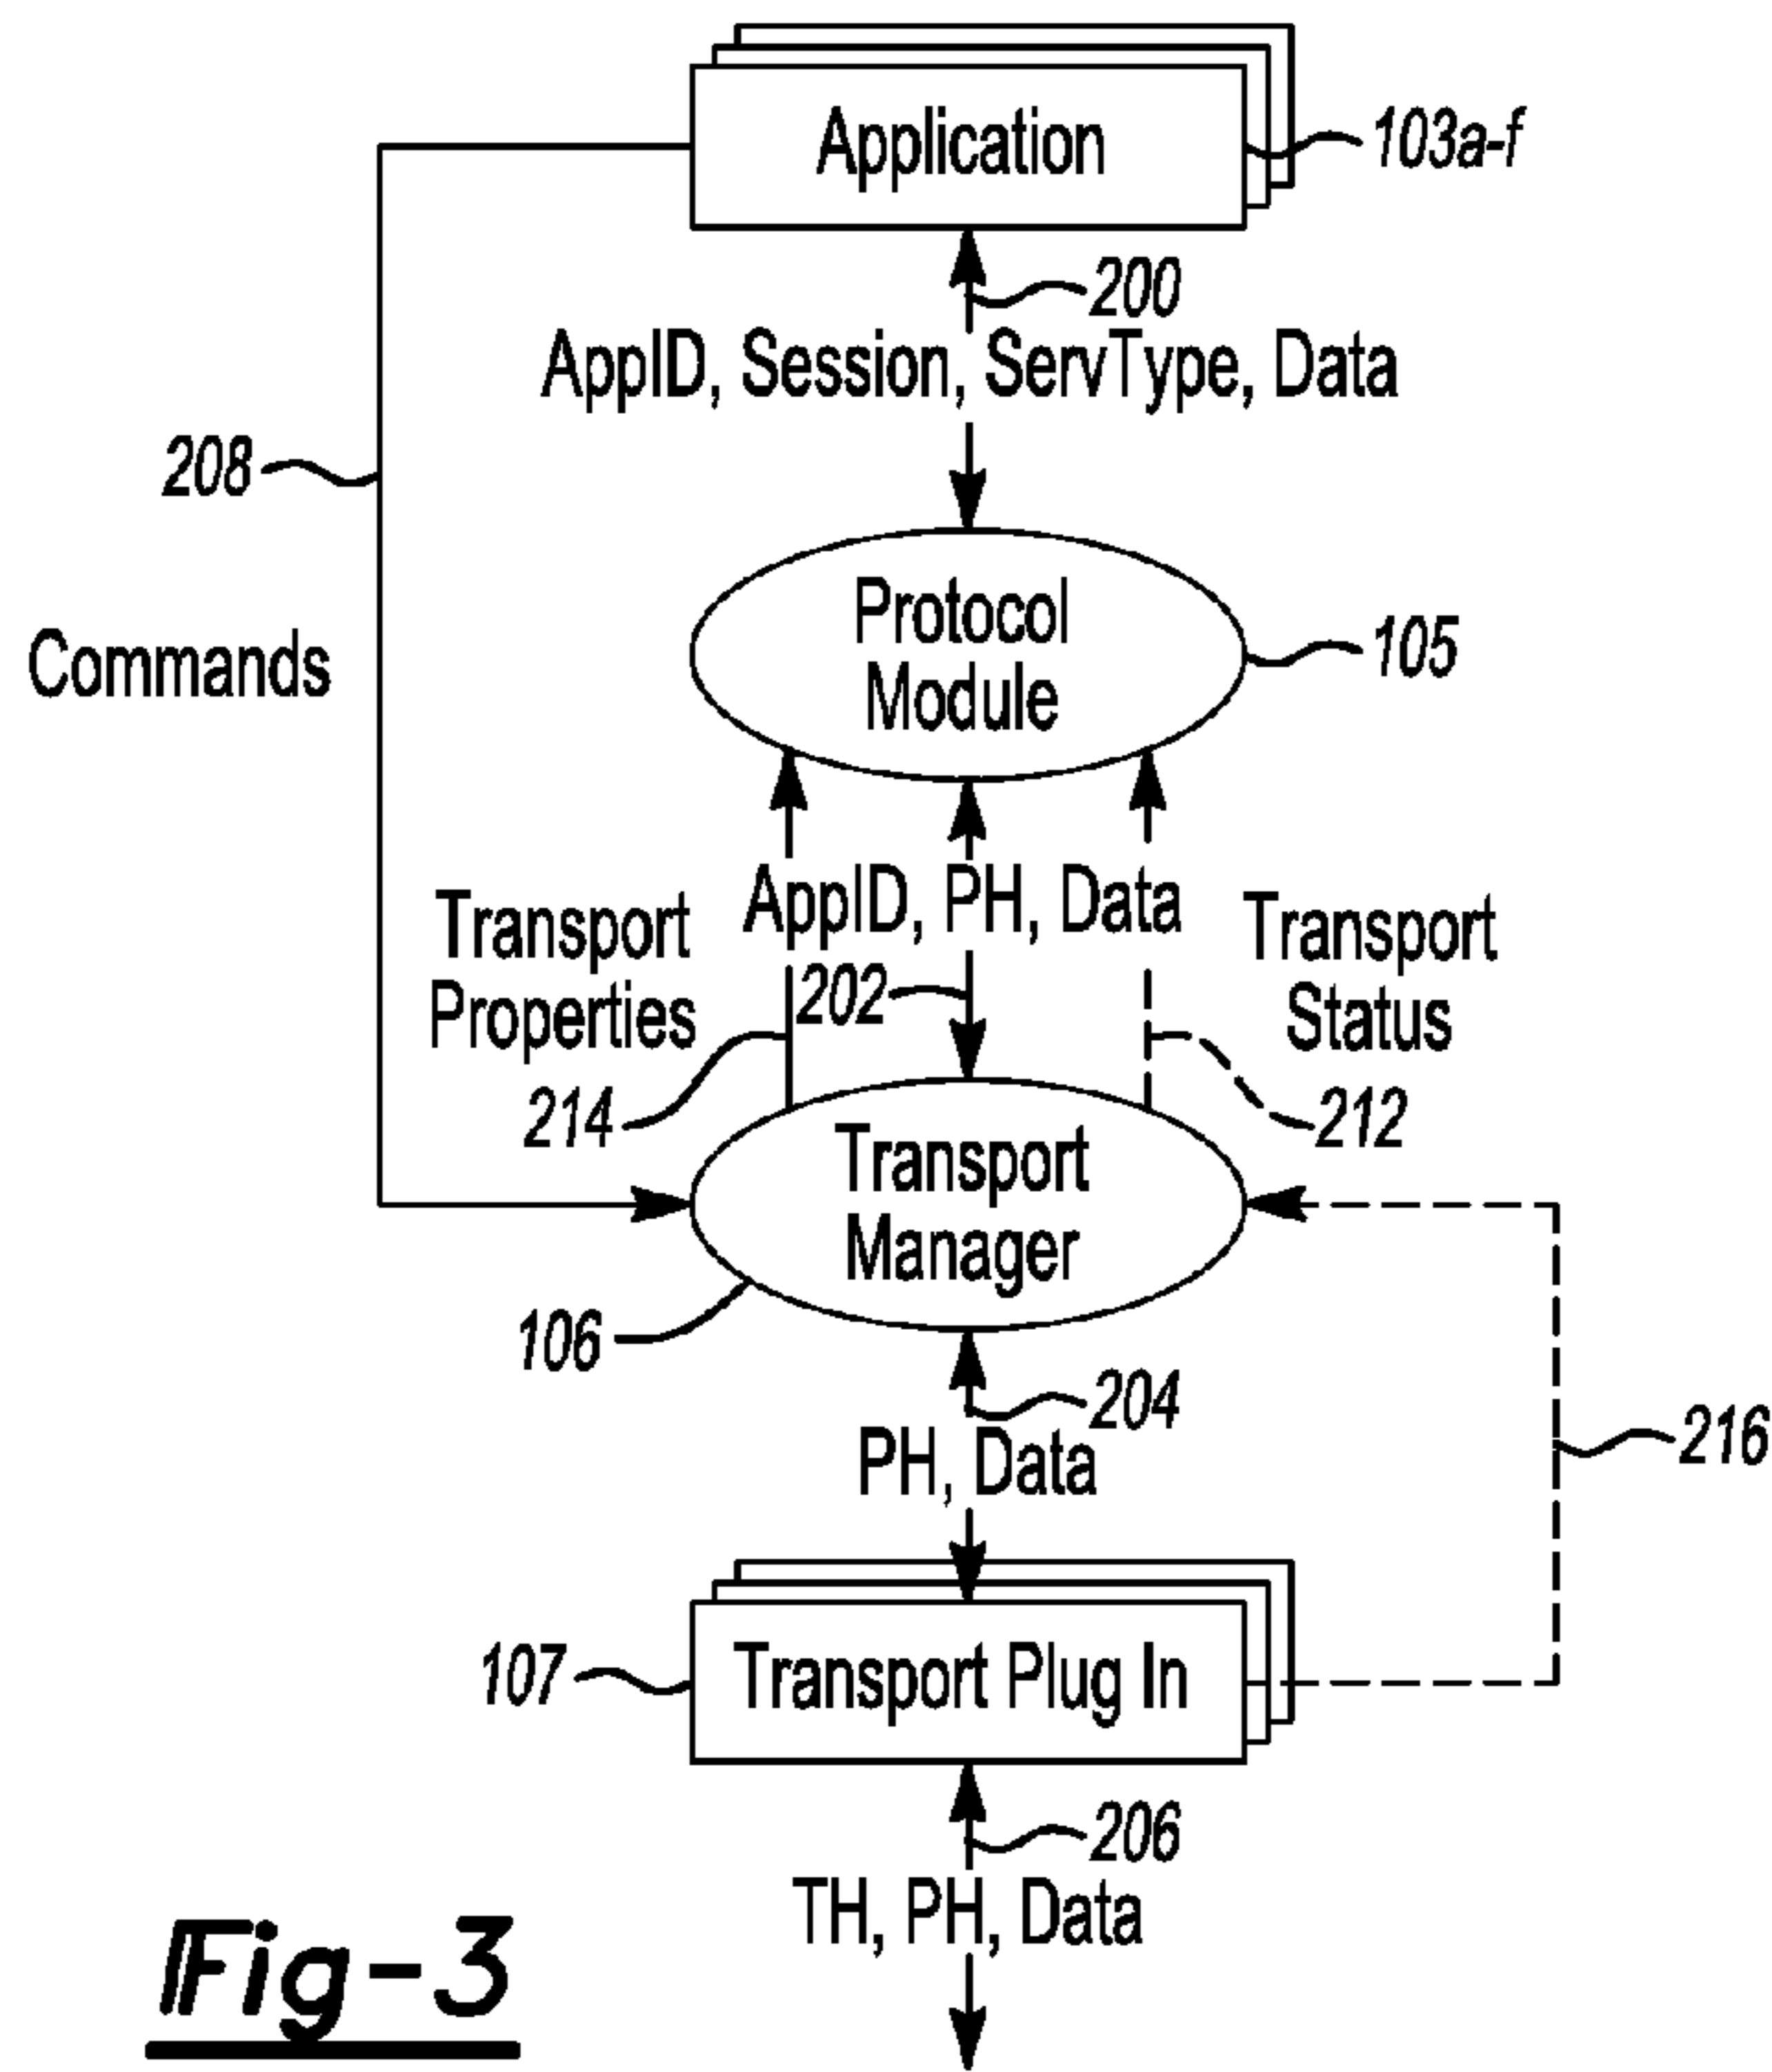 Application
103a-f
200
AppID, Session, ServType, Data
208
Protocol
Module
105
Commands
AppID, PH, Data
Transport
Properties
Transport
Status
202
214
212
Transport
Manager
106
204
PH, Data
216
107
Transport Plug In
206
TH, PH, Data
Fig-3